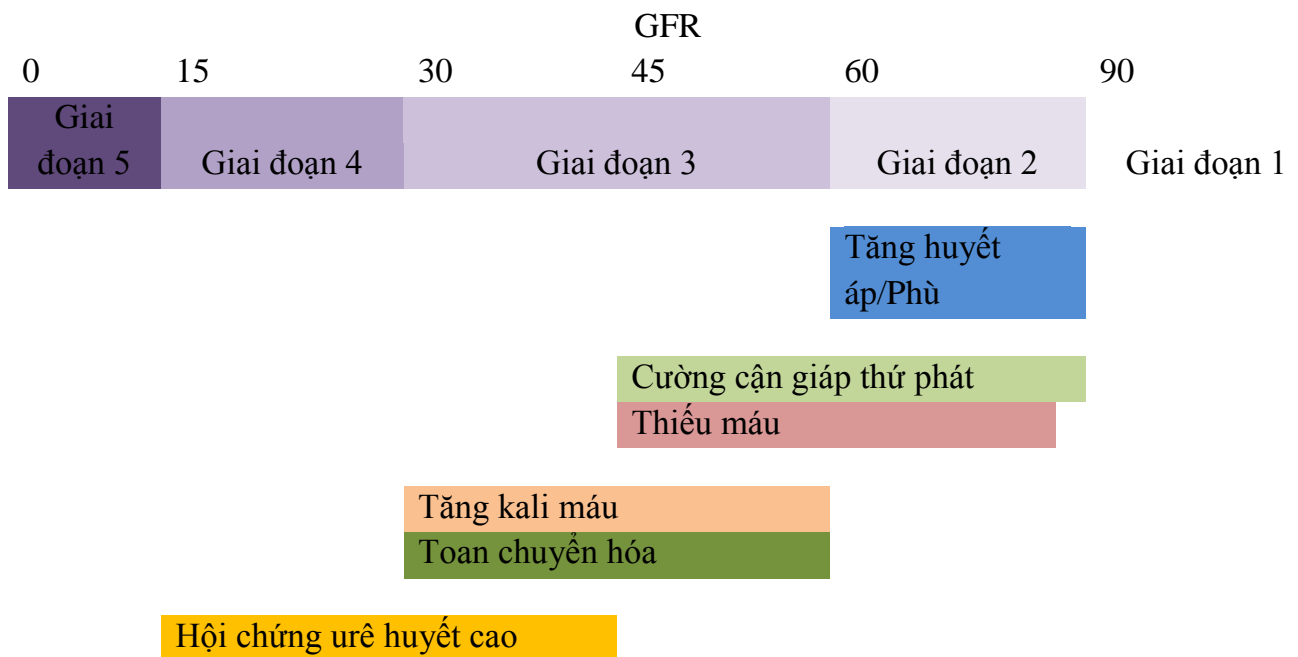 GFR
0 15 30 45 60 90
Giai
đoạn 5 Giai đoạn 4 Giai đoạn 3 Giai đoạn 2 Giai đoạn 1
Tăng huyết
áp/Phù
Cường cận giáp thứ phát
Thiếu máu
Tăng kali máu
Toan chuyển hóa
Hội chứng urê huyết cao